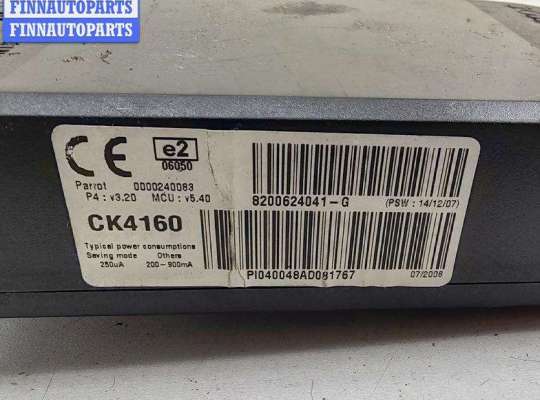 FINNAUTOPARTS
FINNAUTOPARTS
CE e2
06050
Parrot 0000240083
P4 : v3.20 MCU : v5.40
8200624041-G (PSW : 14/12/07)
CK4160
Typical power consumptions
Saving mode Others
250uA 200-900mA
PI040048AD081767 07/2008